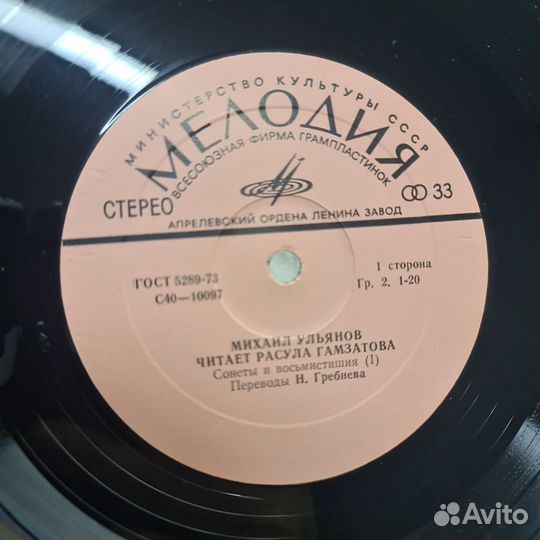 МИНИСТЕРСТВО КУЛЬТУРЫ СССР
МЕЛОДИЯ
ВСЕСОЮЗНАЯ ФИРМА ГРАМПЛАСТИНОК
СТЕРЕО
33
АПРЕЛЕВСКИЙ ОРДЕНА ЛЕНИНА ЗАВОД
ГОСТ 5289-73
С40—10097
1 сторона
Гр. 2. 1-20
МИХАИЛ УЛЬЯНОВ
ЧИТАЕТ РАСУЛА ГАМЗАТОВА
Сонеты и восьмистишия (1)
Переводы Н. Гребнева
Avito